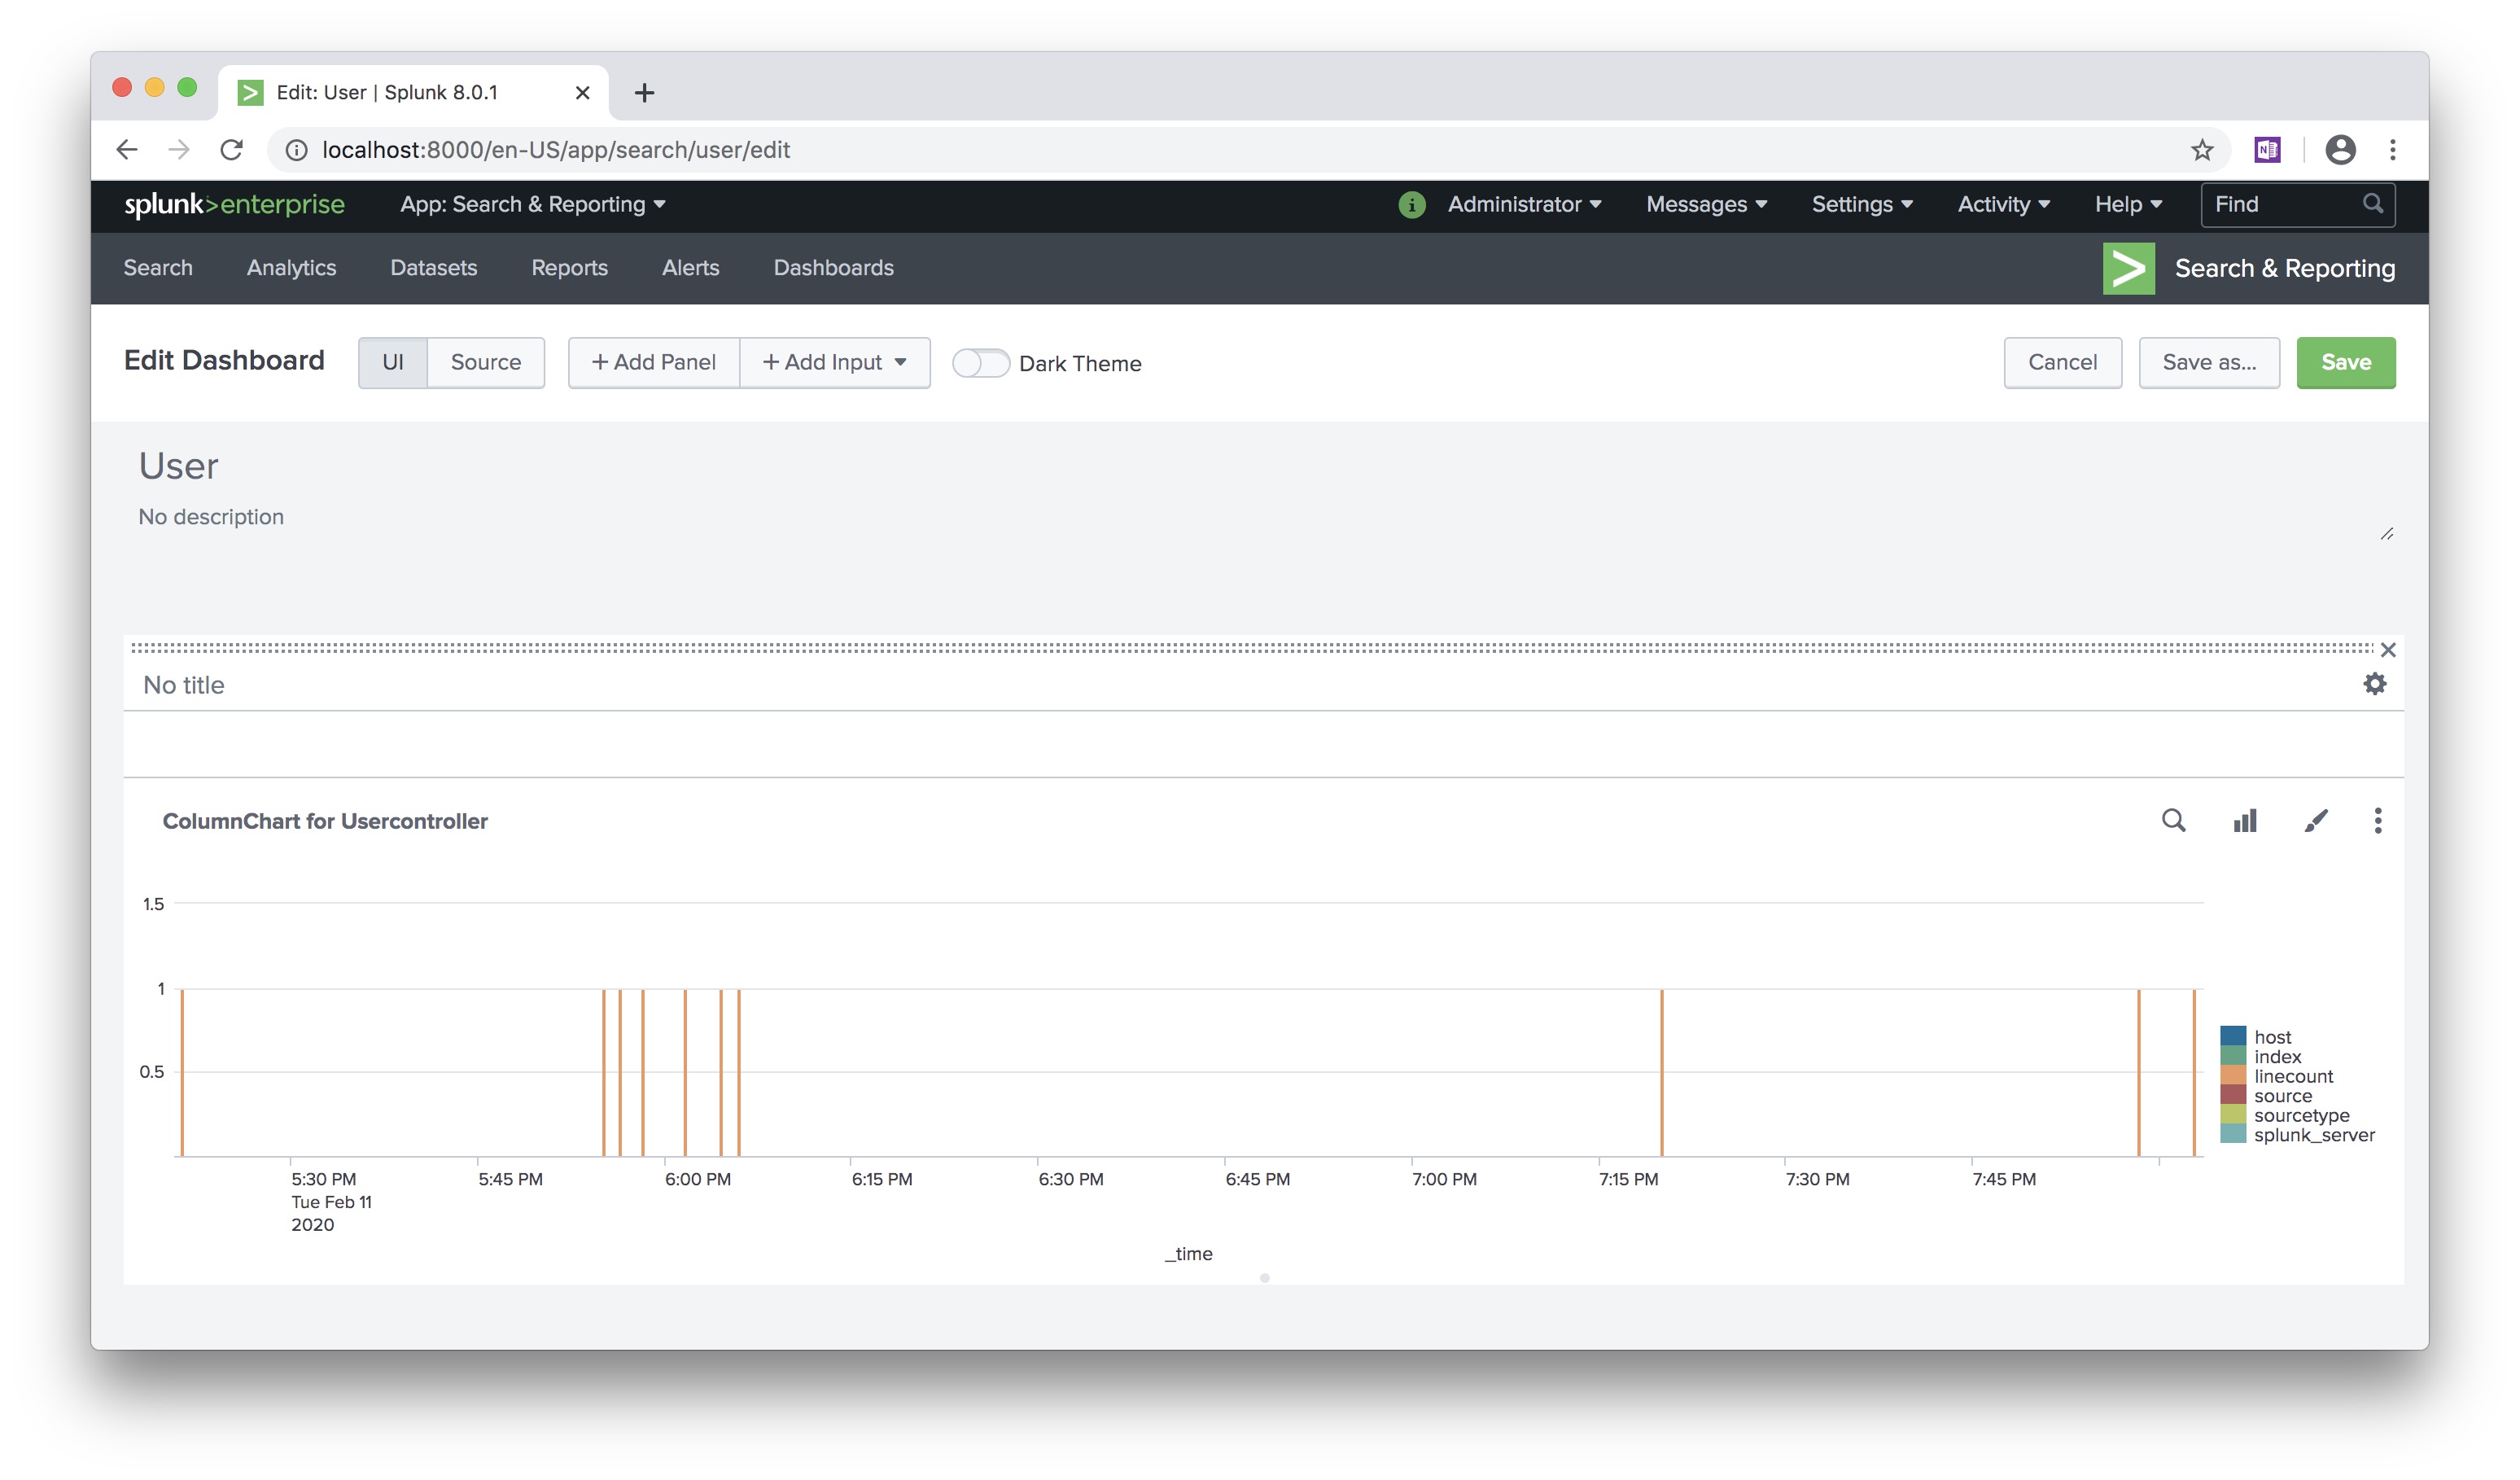 Edit: User | Splunk 8.0.1
localhost:8000/en-US/app/search/user/edit
splunk>enterprise App: Search & Reporting i Administrator Messages Settings Activity Help Find
Search Analytics Datasets Reports Alerts Dashboards Search & Reporting
Edit Dashboard UI Source + Add Panel + Add Input Dark Theme Cancel Save as... Save
User
No description
No title
ColumnChart for Usercontroller
1.5
1
0.5
host
index
linecount
source
sourcetype
splunk_server
5:30 PM 5:45 PM 6:00 PM 6:15 PM 6:30 PM 6:45 PM 7:00 PM 7:15 PM 7:30 PM 7:45 PM
Tue Feb 11
2020
_time